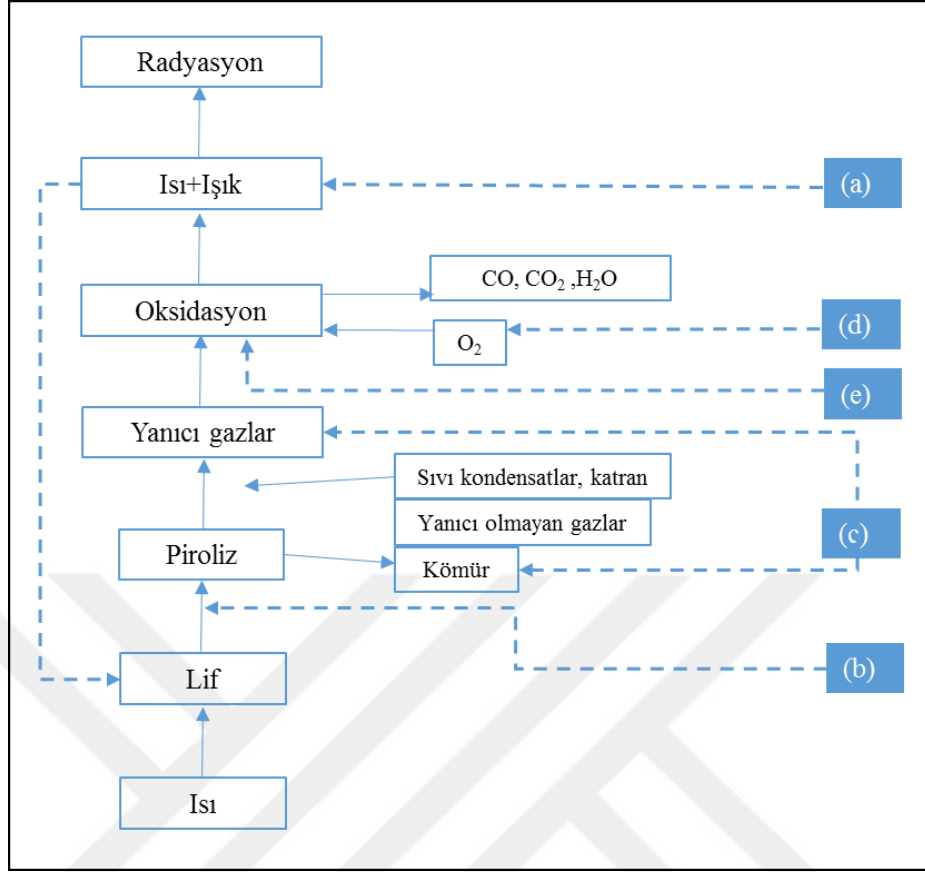 Radyasyon
Isı+Işık
(a)
CO, CO₂ ,H₂O
Oksidasyon
O₂
(d)
(e)
Yanıcı gazlar
Sıvı kondensatlar, katran
Yanıcı olmayan gazlar
(c)
Piroliz
Kömür
Lif
(b)
Isı